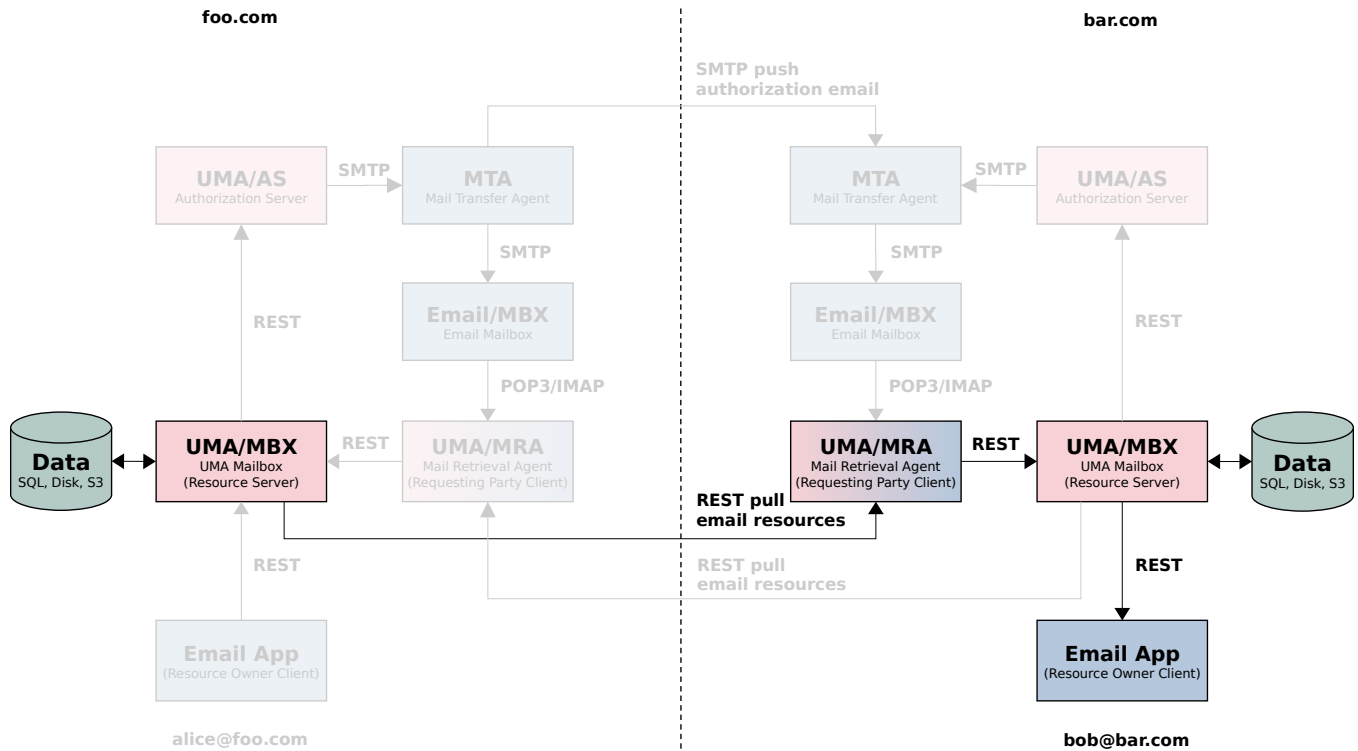 foo.com
bar.com
SMTP push
authorization email
UMA/AS
Authorization Server
SMTP
MTA
Mail Transfer Agent
MTA
Mail Transfer Agent
SMTP
UMA/AS
Authorization Server
SMTP
SMTP
REST
Email/MBX
Email Mailbox
Email/MBX
Email Mailbox
REST
POP3/IMAP
POP3/IMAP
Data
SQL, Disk, S3
UMA/MBX
UMA Mailbox
(Resource Server)
REST
UMA/MRA
Mail Retrieval Agent
(Requesting Party Client)
UMA/MRA
Mail Retrieval Agent
(Requesting Party Client)
REST
UMA/MBX
UMA Mailbox
(Resource Server)
Data
SQL, Disk, S3
REST pull
email resources
REST
REST pull
email resources
REST
Email App
(Resource Owner Client)
Email App
(Resource Owner Client)
alice@foo.com
bob@bar.com